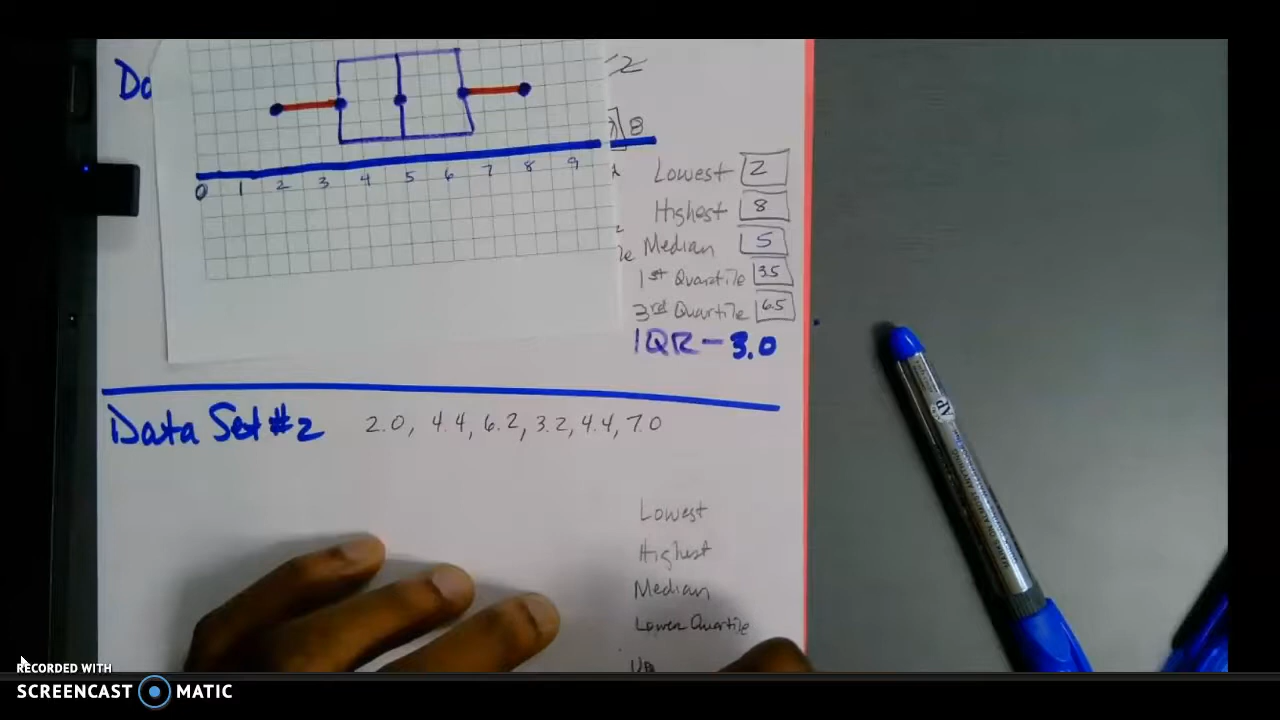 2
8
0 1 2 3 4 5 6 7 8 9
Lowest 2
Highest 8
Median 5
1st Quartile 3.5
3rd Quartile 6.5
IQR - 3.0
Data Set #2 2.0, 4.4, 6.2, 3.2, 4.4, 7.0
Lowest
Highest
Median
Lower Quartile
RECORDED WITH
SCREENCAST MATIC